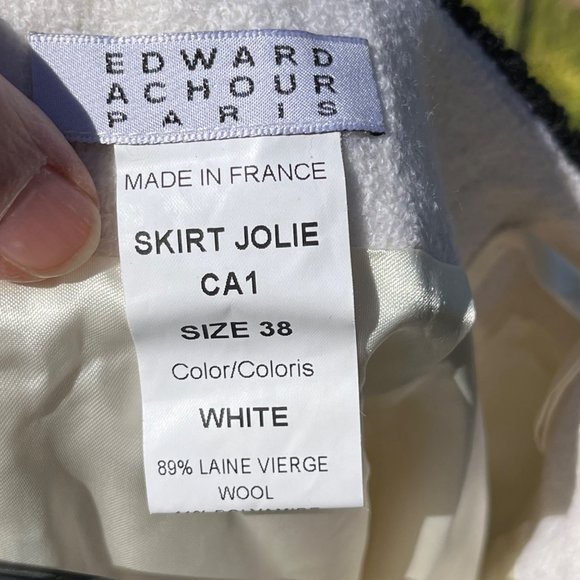 EDWARD
ACHOUR
PARIS
MADE IN FRANCE
SKIRT JOLIE
CA1
SIZE 38
Color/Coloris
WHITE
89% LAINE VIERGE
WOOL